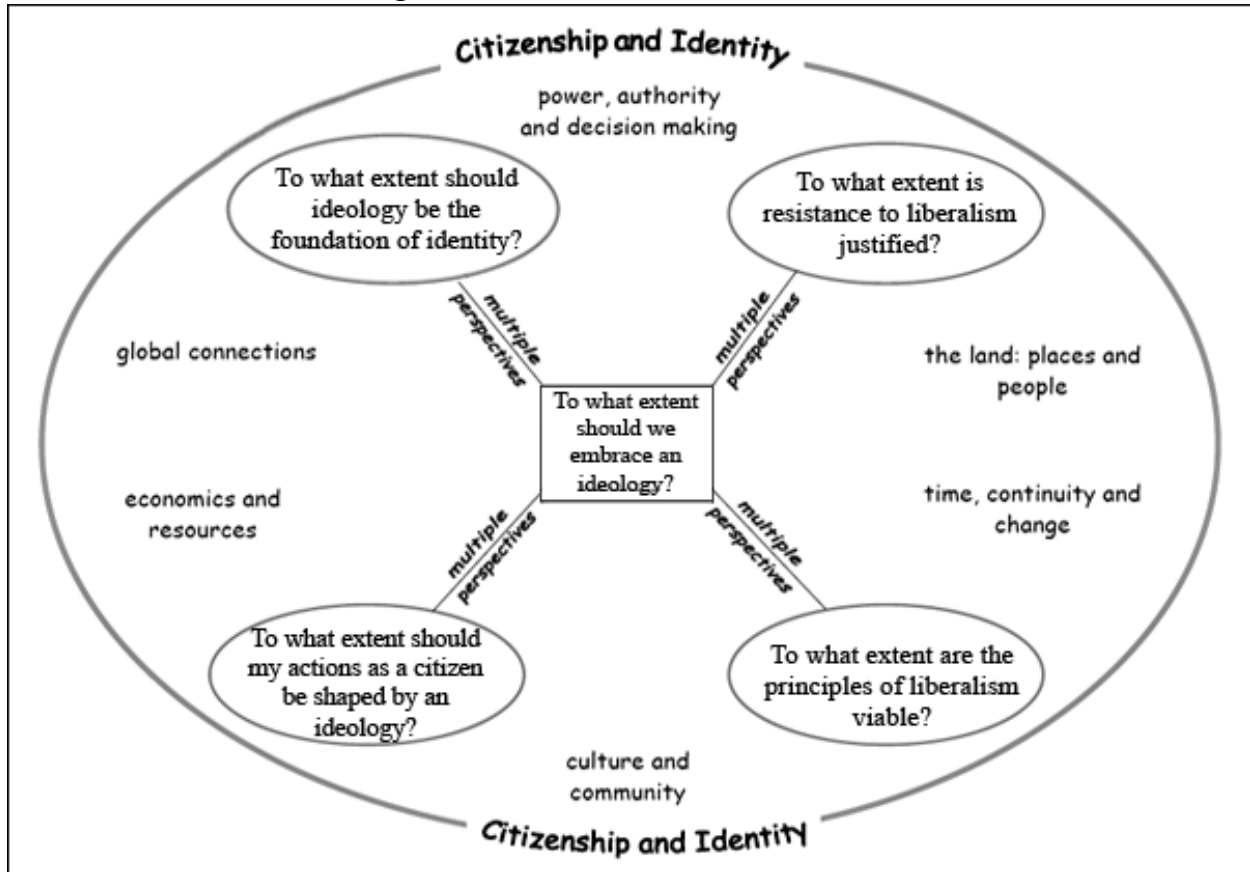 Citizenship and Identity
power, authority
and decision making
To what extent should
ideology be the
foundation of identity?
To what extent is
resistance to liberalism
justified?
multiple
perspectives
multiple
perspectives
global connections
the land: places and
people
To what extent
should we
embrace an
ideology?
economics and
resources
time, continuity and
change
multiple
perspectives
multiple
perspectives
To what extent should
my actions as a citizen
be shaped by an
ideology?
To what extent are the
principles of liberalism
viable?
culture and
community
Citizenship and Identity